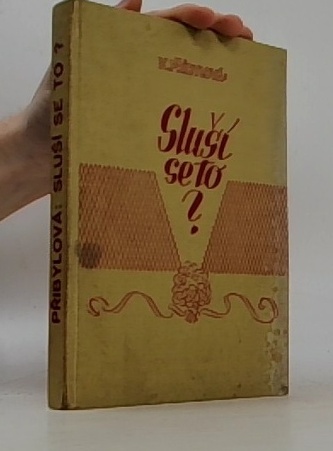 Sluší
se to
?
PŘIBYLOVÁ: SLUŠÍ SE TO ?